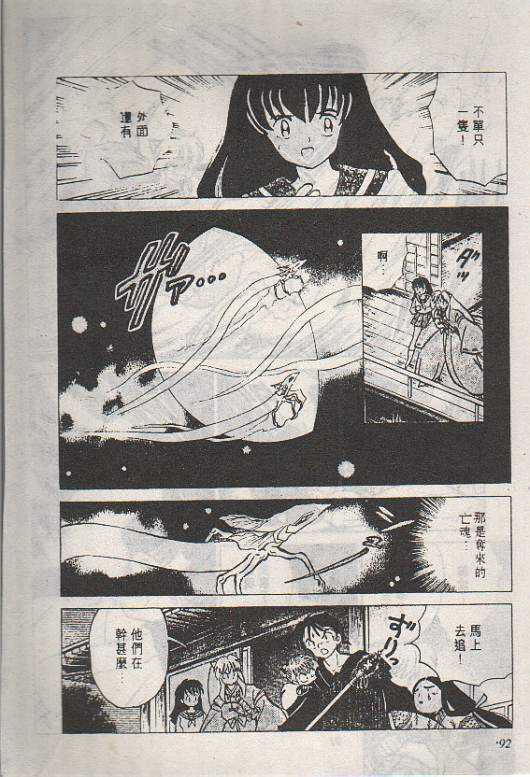 不單只
一隻！
外面
還有
ダッ
啊…
ザァ…
那是奪來的
亡魂…
馬上
去追！
ずりっ
他們在
幹甚麼…
·92